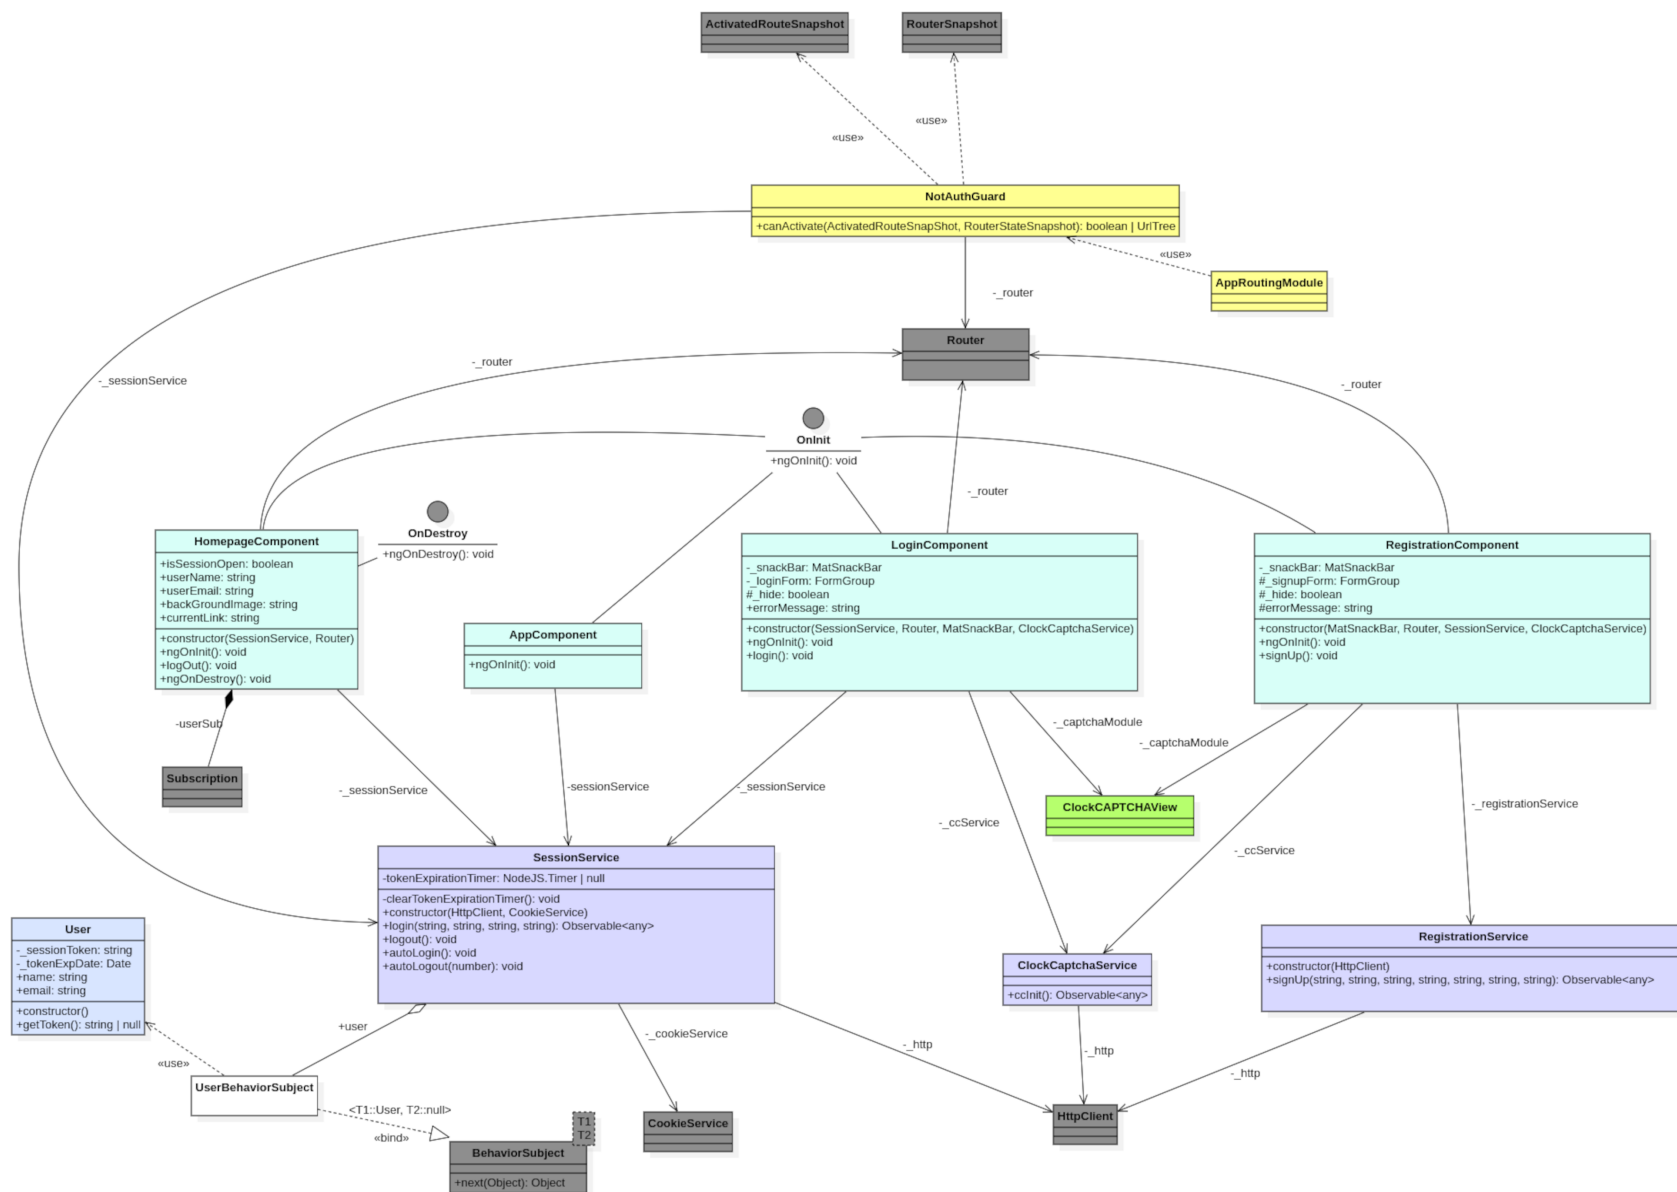 ActivatedRouteSnapshot
RouterSnapshot
«use»
«use»
NotAuthGuard
+canActivate(ActivatedRouteSnapShot, RouterStateSnapshot): boolean | UrlTree
«use»
AppRoutingModule
-_router
Router
-_router
-_sessionService
-_router
OnInit
+ngOnInit(): void
-_router
OnDestroy
+ngOnDestroy(): void
HomepageComponent
+isSessionOpen: boolean
+userName: string
+userEmail: string
+backGroundImage: string
+currentLink: string
+constructor(SessionService, Router)
+ngOnInit(): void
+logOut(): void
+ngOnDestroy(): void
AppComponent
+ngOnInit(): void
LoginComponent
-_snackBar: MatSnackBar
-_loginForm: FormGroup
#_hide: boolean
+errorMessage: string
+constructor(SessionService, Router, MatSnackBar, ClockCaptchaService)
+ngOnInit(): void
+login(): void
RegistrationComponent
-_snackBar: MatSnackBar
#_signupForm: FormGroup
#_hide: boolean
#errorMessage: string
+constructor(MatSnackBar, Router, SessionService, ClockCaptchaService)
+ngOnInit(): void
+signUp(): void
-userSub
Subscription
-_captchaModule
-_captchaModule
-_sessionService
-sessionService
-_sessionService
ClockCAPTCHAView
-_registrationService
-_ccService
-_ccService
SessionService
-tokenExpirationTimer: NodeJS.Timer | null
-clearTokenExpirationTimer(): void
+constructor(HttpClient, CookieService)
+login(string, string, string, string): Observable<any>
+logout(): void
+autoLogin(): void
+autoLogout(number): void
User
-_sessionToken: string
-_tokenExpDate: Date
+name: string
+email: string
+constructor()
+getToken(): string | null
ClockCaptchaService
+ccInit(): Observable<any>
RegistrationService
+constructor(HttpClient)
+signUp(string, string, string, string, string, string, string): Observable<any>
+user
-_cookieService
-_http
-_http
-_http
«use»
UserBehaviorSubject
<T1::User, T2::null>
«bind»
T1
T2
BehaviorSubject
+next(Object): Object
CookieService
HttpClient